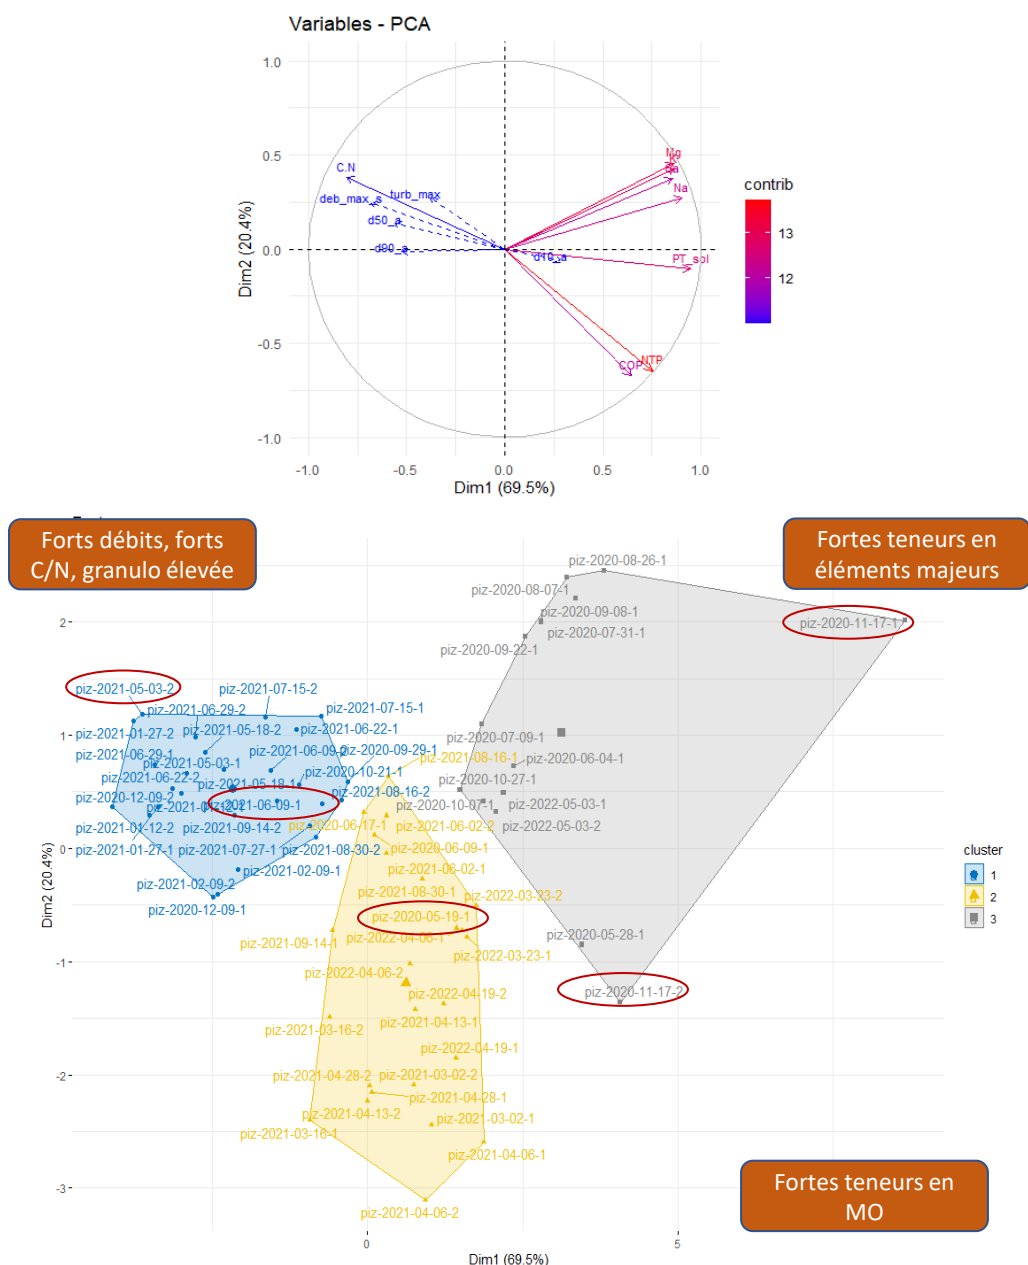 Variables - PCA
1.0
0.5
0.0
-0.5
-1.0
Dim2 (20.4%)
C.N
deb_max_s
turb_max
d50_a
d90_a
d10_a
Mg
Na
PT_sol
COP
NTP
-1.0
-0.5
0.0
0.5
1.0
Dim1 (69.5%)
contrib
13
12
Forts débits, forts
C/N, granulo élevée
Fortes teneurs en
éléments majeurs
piz-2020-08-26-1
piz-2020-08-07-1
piz-2020-09-08-1
piz-2020-07-31-1
piz-2020-11-17-1
piz-2020-09-22-1
piz-2021-05-03-2
piz-2021-07-15-2
piz-2021-06-29-2
piz-2021-07-15-1
piz-2021-01-27-2
piz-2021-05-18-2
piz-2021-06-22-1
piz-2020-07-09-1
piz-2021-06-29-1
piz-2021-05-03-1
piz-2021-06-09-2
piz-2020-09-29-1
piz-2021-08-16-1
piz-2020-06-04-1
piz-2021-06-22-2
piz-2021-05-18-1
piz-2020-10-21-1
piz-2020-10-27-1
piz-2020-12-09-2
piz-2021-06-09-1
piz-2021-08-16-2
piz-2020-10-07-1
piz-2022-05-03-1
piz-2021-01-12-2
piz-2021-09-14-2
piz-2020-06-17-1
piz-2021-06-02-2
piz-2022-05-03-2
piz-2021-01-27-1
piz-2021-07-27-1
piz-2021-08-30-2
piz-2020-06-09-1
piz-2021-02-09-2
piz-2021-02-09-1
piz-2021-06-02-1
piz-2020-12-09-1
piz-2021-08-30-1
piz-2022-03-23-2
piz-2020-05-19-1
piz-2021-09-14-1
piz-2022-04-06-1
piz-2022-03-23-1
piz-2020-05-28-1
piz-2022-04-06-2
piz-2022-04-19-2
piz-2020-11-17-2
piz-2021-03-16-2
piz-2021-04-13-1
piz-2022-04-19-1
piz-2021-04-28-2
piz-2021-03-02-2
piz-2021-04-28-1
piz-2021-04-13-2
piz-2021-03-02-1
piz-2021-03-16-1
piz-2021-04-06-1
piz-2021-04-06-2
2
1
0
-1
-2
-3
Dim2 (20.4%)
cluster
1
2
3
Fortes teneurs en
MO
0
5
Dim1 (69.5%)